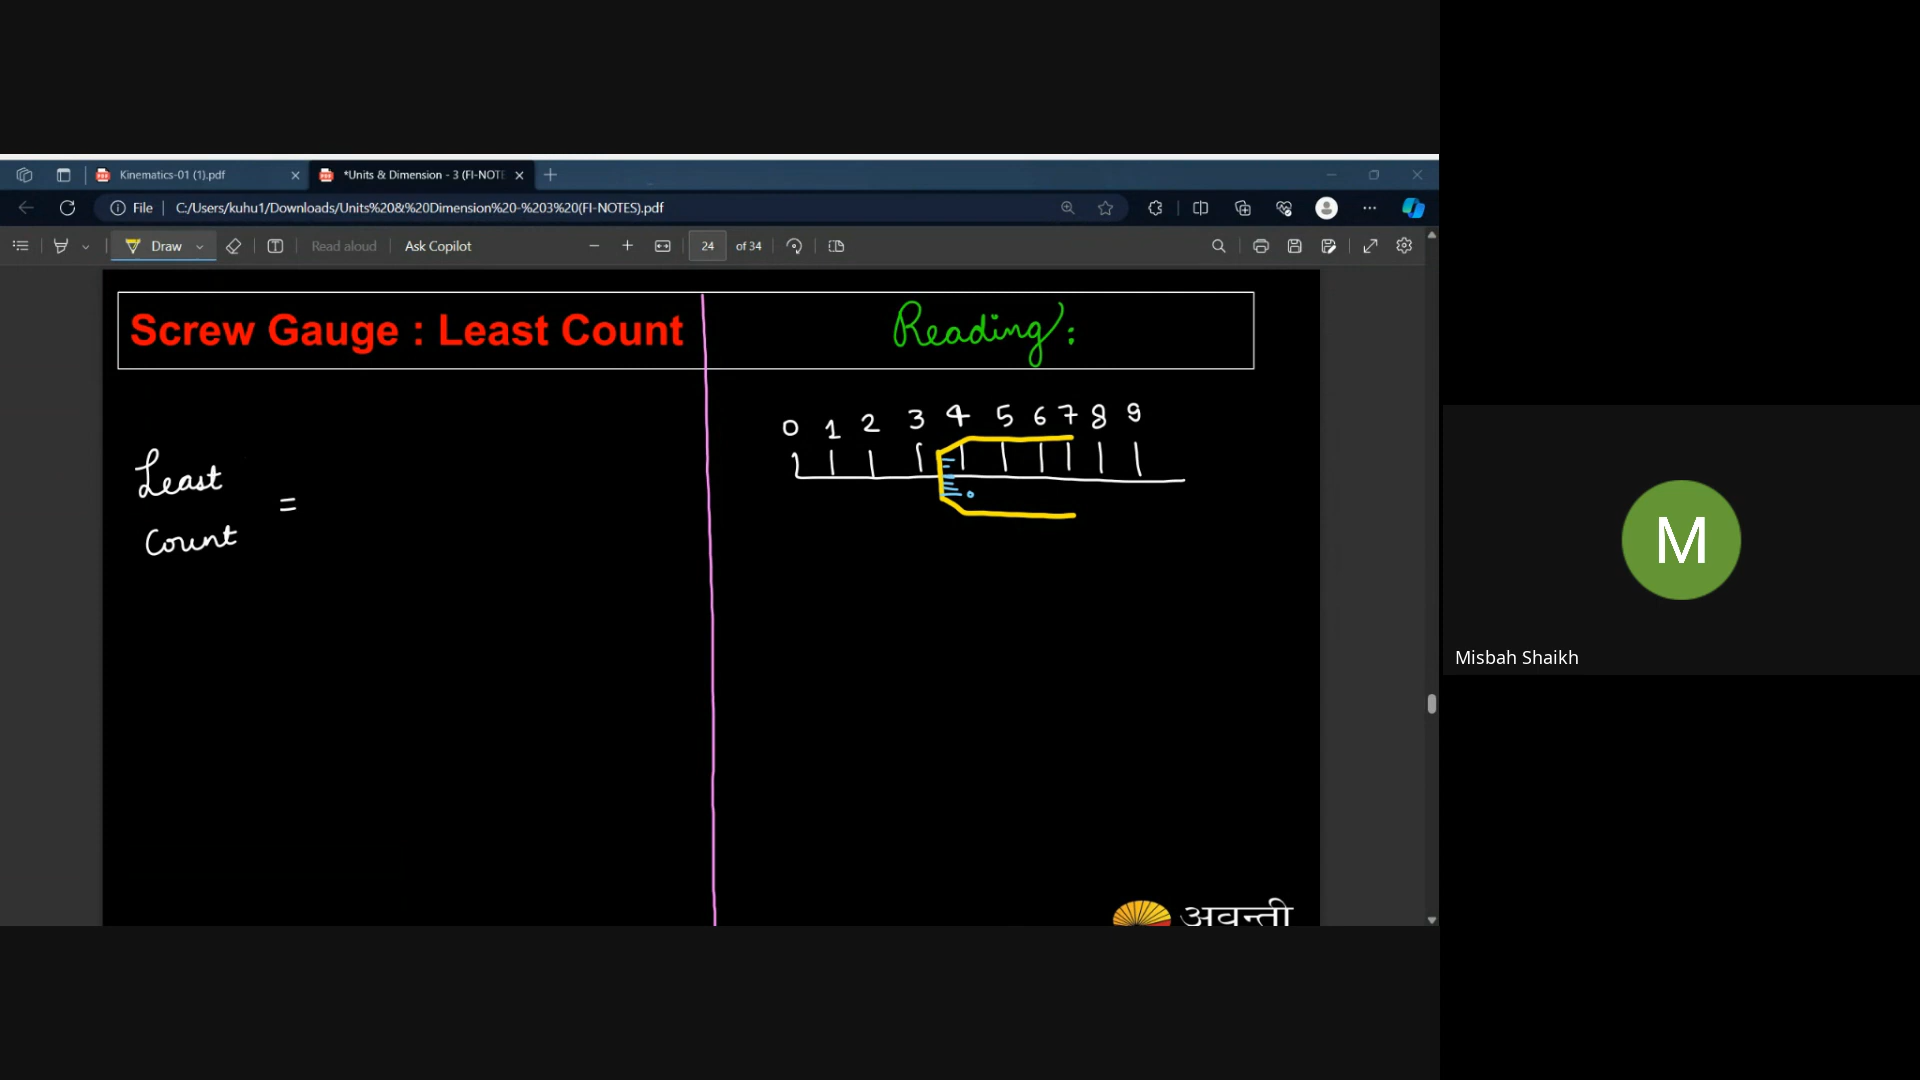 Kinematics-01 (1).pdf
*Units & Dimension - 3 (FI-NOTE
File
C:/Users/kuhu1/Downloads/Units%20&%20Dimension%20-%203%20(FI-NOTES).pdf
Draw
Read aloud
Ask Copilot
24 of 34
Screw Gauge : Least Count
Reading :
0 1 2 3 4 5 6 7 8 9
0
Least
Count
=
अवन्ती
M
Misbah Shaikh